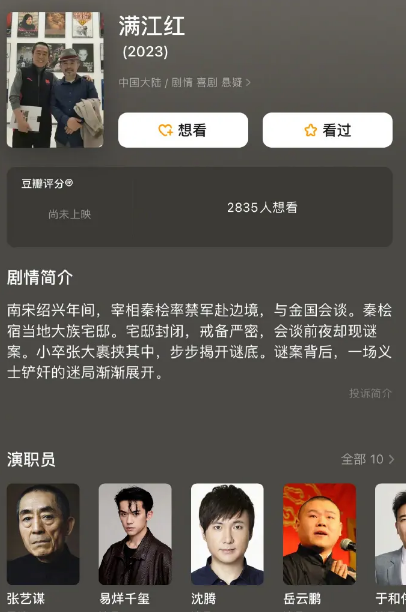 满江红
(2023)
中国大陆 / 剧情 喜剧 悬疑 >
想看
看过
豆瓣评分®
尚未上映
2835人想看
剧情简介
南宋绍兴年间，宰相秦桧率禁军赴边境，与金国会谈。秦桧
宿当地大族宅邸。宅邸封闭，戒备严密，会谈前夜却现谜
案。小卒张大裹挟其中，步步揭开谜底。谜案背后，一场义
士铲奸的迷局渐渐展开。
投诉简介
演职员
全部 10 >
张艺谋
易烊千玺
沈腾
岳云鹏
于和